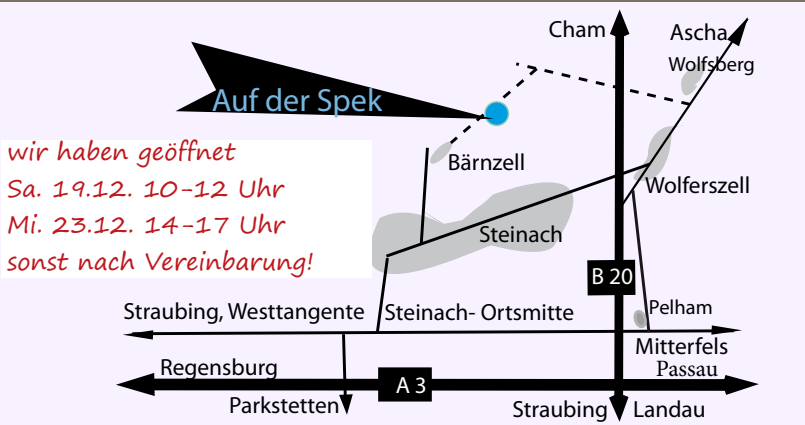 Cham
Ascha
Wolfsberg
Auf der Spek
wir haben geöffnet
Sa. 19.12. 10-12 Uhr
Mi. 23.12. 14-17 Uhr
sonst nach Vereinbarung!
Bärnzell
Wolferszell
Steinach
B 20
Straubing, Westtangente
Steinach- Ortsmitte
Pelham
Mitterfels
Regensburg
Passau
A 3
Parkstetten
Straubing
Landau